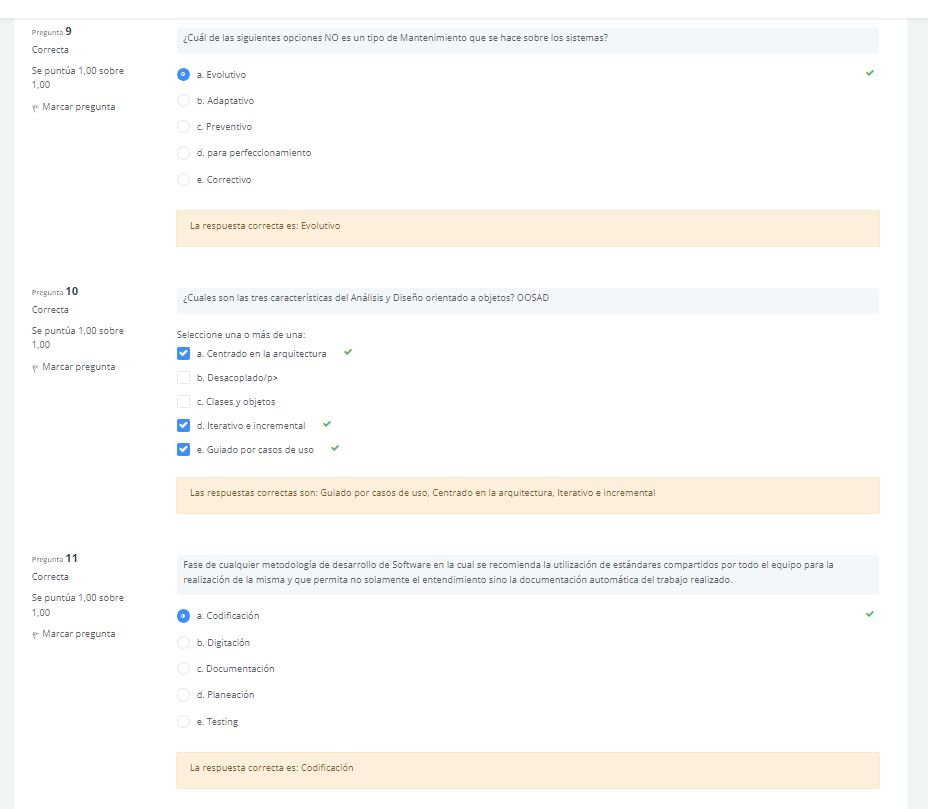 Pregunta 9
Correcta
Se puntúa 1,00 sobre
1,00
Marcar pregunta
¿Cuál de las siguientes opciones NO es un tipo de Mantenimiento que se hace sobre los sistemas?
a. Evolutivo
b. Adaptativo
c. Preventivo
d. para perfeccionamiento
e. Correctivo
La respuesta correcta es: Evolutivo
Pregunta 10
Correcta
Se puntúa 1,00 sobre
1,00
Marcar pregunta
¿Cuales son las tres características del Análisis y Diseño orientado a objetos? OOSAD
Seleccione una o más de una:
a. Centrado en la arquitectura
b. Desacoplado/p>
c. Clases y objetos
d. Iterativo e incremental
e. Guiado por casos de uso
Las respuestas correctas son: Guiado por casos de uso, Centrado en la arquitectura, Iterativo e incremental
Pregunta 11
Correcta
Se puntúa 1,00 sobre
1,00
Marcar pregunta
Fase de cualquier metodología de desarrollo de Software en la cual se recomienda la utilización de estándares compartidos por todo el equipo para la
realización de la misma y que permita no solamente el entendimiento sino la documentación automática del trabajo realizado.
a. Codificación
b. Digitación
c. Documentación
d. Planeación
e. Testing
La respuesta correcta es: Codificación